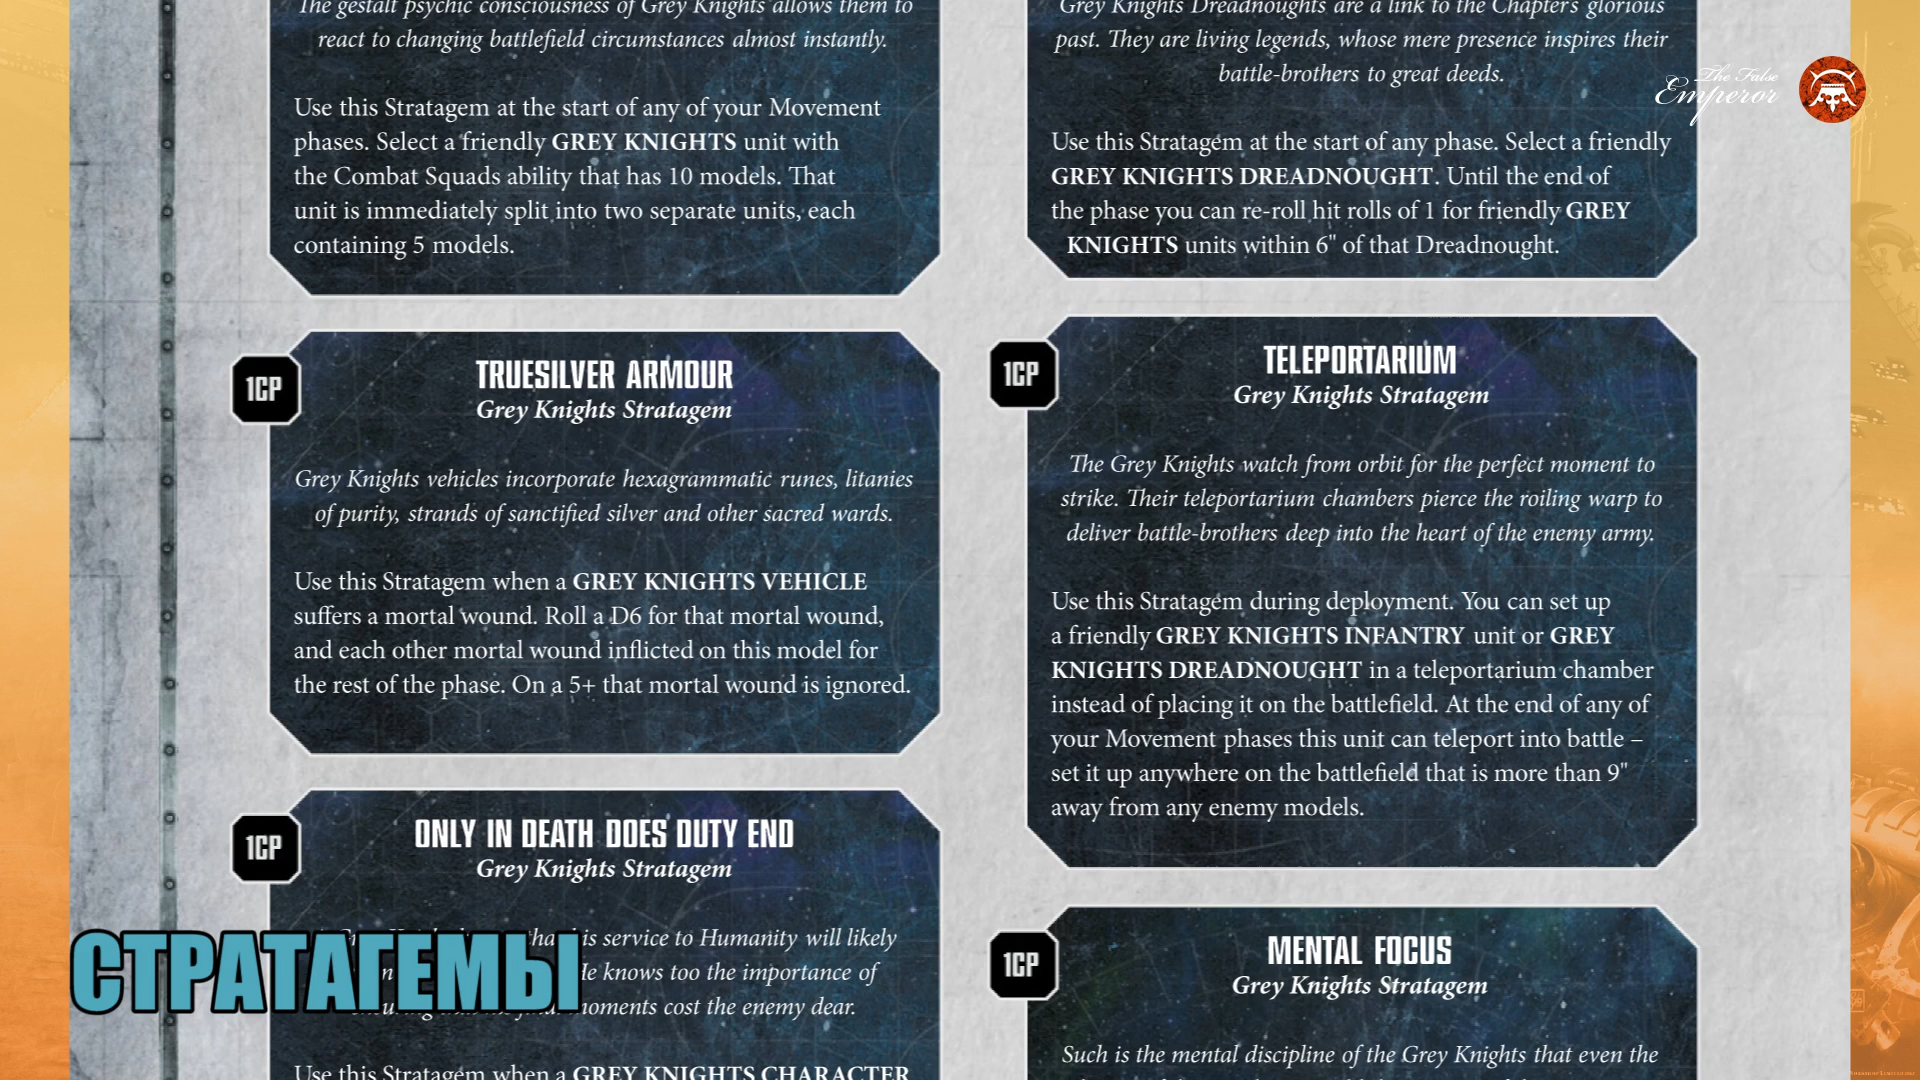 The gestalt psychic consciousness of Grey Knights allows them to
react to changing battlefield circumstances almost instantly.
Use this Stratagem at the start of any of your Movement
phases. Select a friendly GREY KNIGHTS unit with
the Combat Squads ability that has 10 models. That
unit is immediately split into two separate units, each
containing 5 models.
1CP
TRUESILVER ARMOUR
Grey Knights Stratagem
Grey Knights vehicles incorporate hexagrammatic runes, litanies
of purity, strands of sanctified silver and other sacred wards.
Use this Stratagem when a GREY KNIGHTS VEHICLE
suffers a mortal wound. Roll a D6 for that mortal wound,
and each other mortal wound inflicted on this model for
the rest of the phase. On a 5+ that mortal wound is ignored.
1CP
ONLY IN DEATH DOES DUTY END
Grey Knights Stratagem
his service to Humanity will likely
He knows too the importance of
moments cost the enemy dear.
Use this Stratagem when a GREY KNIGHTS CHARACTER
СТРАТАГЕМЫ
Grey Knights Dreadnoughts are a link to the Chapter's glorious
past. They are living legends, whose mere presence inspires their
battle-brothers to great deeds.
Use this Stratagem at the start of any phase. Select a friendly
GREY KNIGHTS DREADNOUGHT. Until the end of
the phase you can re-roll hit rolls of 1 for friendly GREY
KNIGHTS units within 6" of that Dreadnought.
1CP
TELEPORTARIUM
Grey Knights Stratagem
The Grey Knights watch from orbit for the perfect moment to
strike. Their teleportarium chambers pierce the roiling warp to
deliver battle-brothers deep into the heart of the enemy army.
Use this Stratagem during deployment. You can set up
a friendly GREY KNIGHTS INFANTRY unit or GREY
KNIGHTS DREADNOUGHT in a teleportarium chamber
instead of placing it on the battlefield. At the end of any of
your Movement phases this unit can teleport into battle –
set it up anywhere on the battlefield that is more than 9"
away from any enemy models.
1CP
MENTAL FOCUS
Grey Knights Stratagem
Such is the mental discipline of the Grey Knights that even the
The False
Emperor